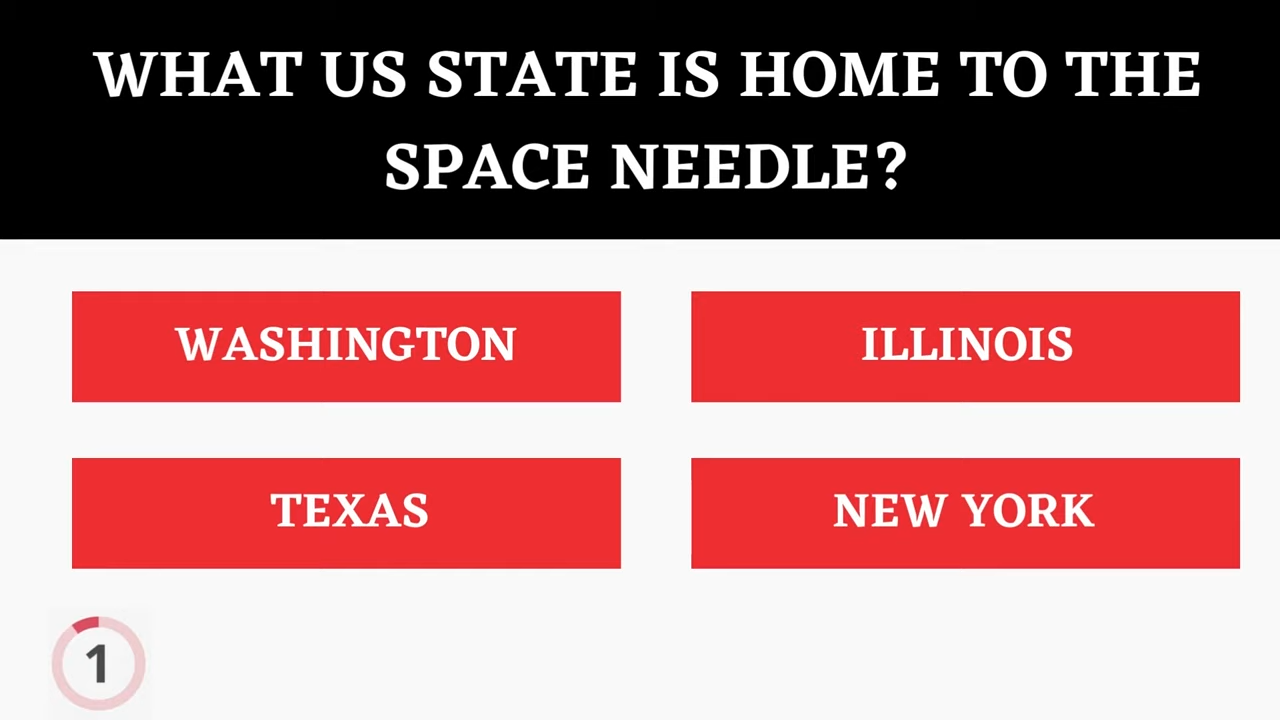 WHAT US STATE IS HOME TO THE
SPACE NEEDLE?
WASHINGTON
ILLINOIS
TEXAS
NEW YORK
1